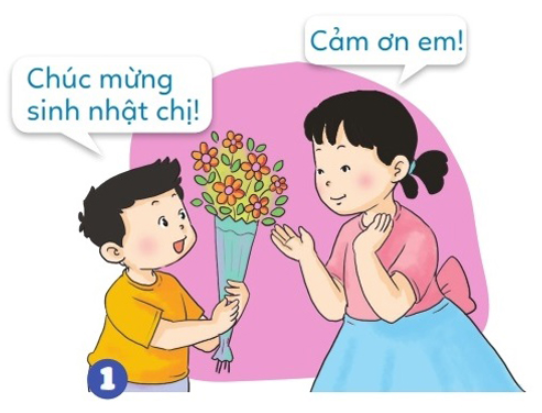 Chúc mừng
sinh nhật chị!
Cảm ơn em!
1